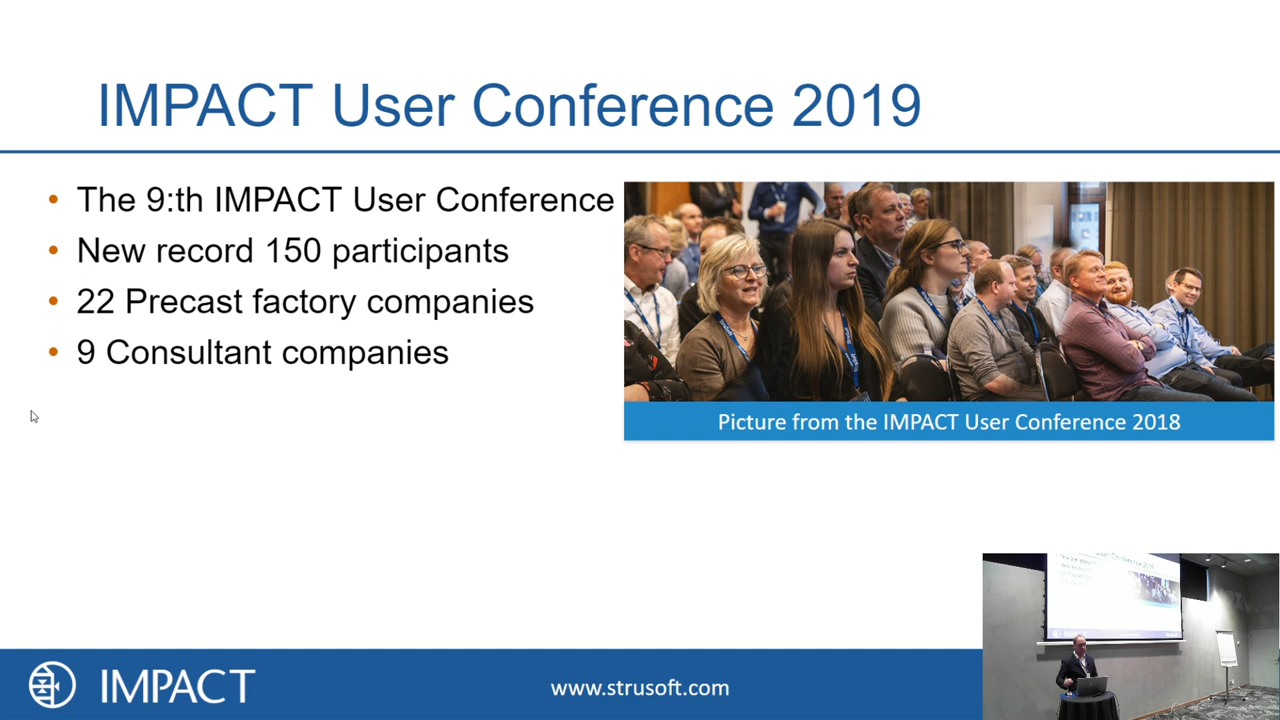 IMPACT User Conference 2019
• The 9:th IMPACT User Conference
• New record 150 participants
• 22 Precast factory companies
• 9 Consultant companies
Picture from the IMPACT User Conference 2018
IMPACT
www.strusoft.com